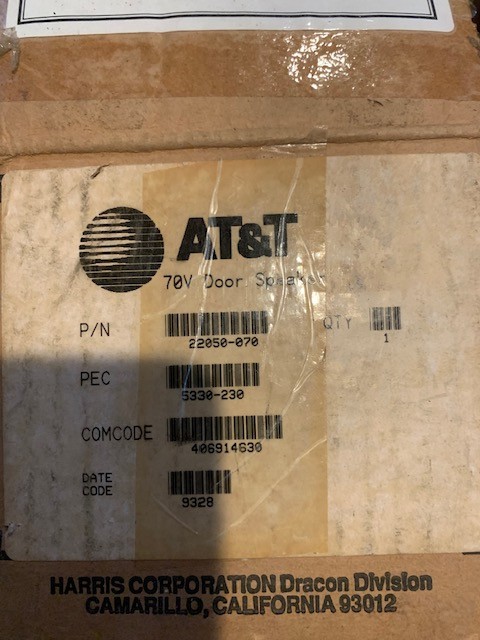 AT&T
70V Door Speaker
P/N 22050-070 QTY 1
PEC 5330-230
COMCODE 406914630
DATE
CODE 9328
HARRIS CORPORATION Dracon Division
CAMARILLO, CALIFORNIA 93012